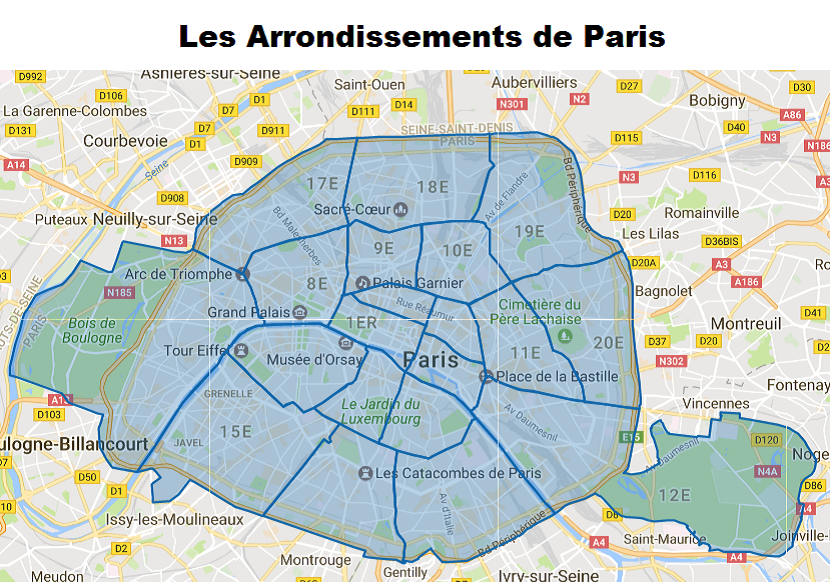 Les Arrondissements de Paris
D992
Asnières-sur-Seine
Saint-Ouen
Aubervilliers
D27
D30
D106
D1
D14
N301
N2
Bobigny
La Garenne-Colombes
D7
D111
A86
D131
D7
D911
SEINE-SAINT-DENIS
PARIS
D115
D40
N3
N186
Courbevoie
D1
A14
D909
Seine
Bd Périphérique
N3
D116
A3
17E
18E
D908
Sacré-Cœur
Av de Flandre
D20
Romainville
Puteaux
Neuilly-sur-Seine
Bd Malesherbes
19E
Les Lilas
N13
9E
10E
D36BIS
D20A
A3
Arc de Triomphe
8E
Palais Garnier
A186
N185
Bagnolet
Grand Palais
Rue Réaumur
Cimetière du
Père Lachaise
D41
PARIS
Bois de
Boulogne
1ER
Montreuil
Tour Eiffel
Musée d'Orsay
Paris
11E
20E
D37
D20
N302
Place de la Bastille
Fontenay
GRENELLE
Le Jardin du
Luxembourg
Vincennes
D103
Av Daumesnil
15E
E15
D120
JAVEL
Av Daumesnil
D50
Les Catacombes de Paris
N4A
D1
12E
D86
Av d'Italie
Issy-les-Moulineaux
D6
A4
D2
Bd Périphérique
A4
Saint-Maurice
A4
Montrouge
Gentilly
Meudon
Ivry-sur-Seine